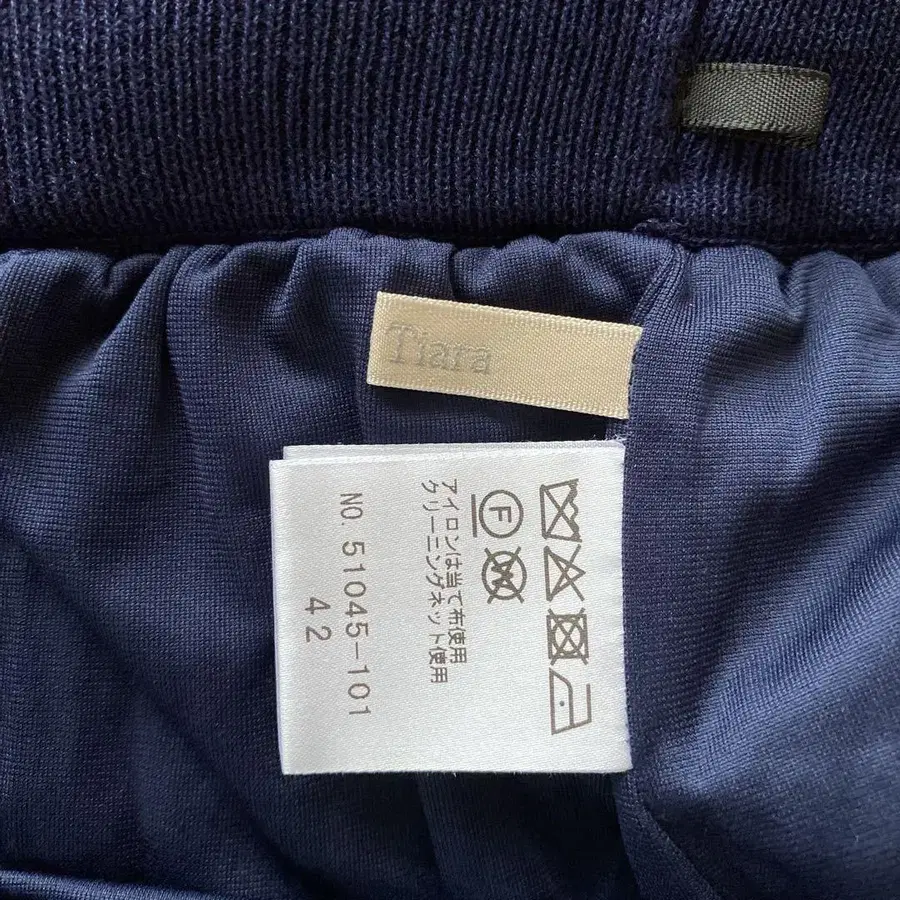 Tiara
F
W
アイロンは当て布使用
クリーニングネット使用
NO. 51045-101
42